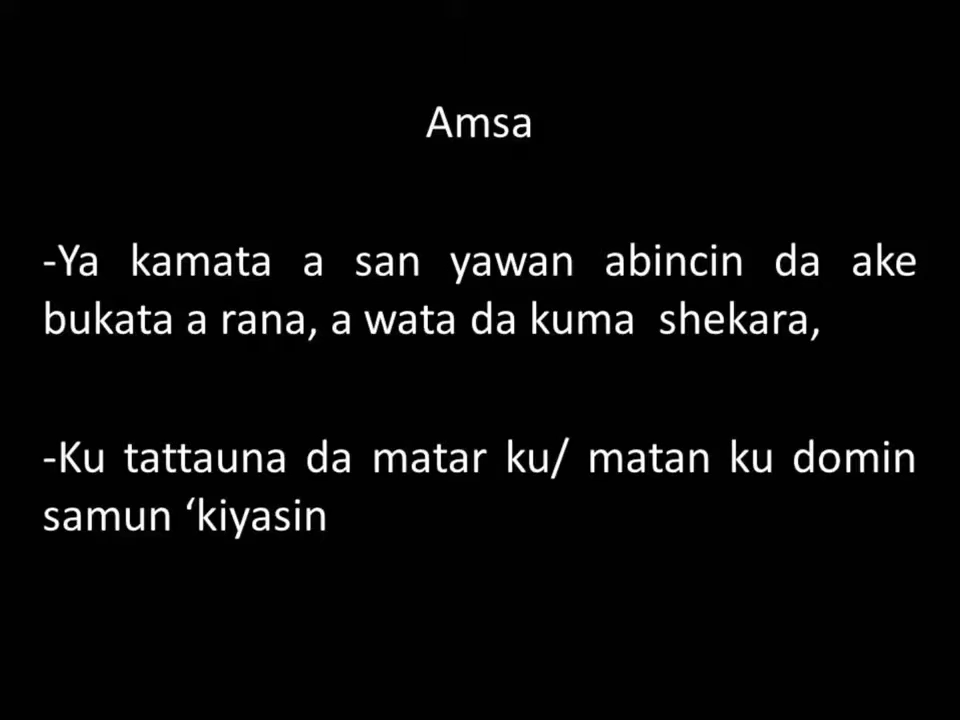 Amsa
-Ya kamata a san yawan abincin da ake
bukata a rana, a wata da kuma shekara,
-Ku tattauna da matar ku/ matan ku domin
samun ‘kiyasin